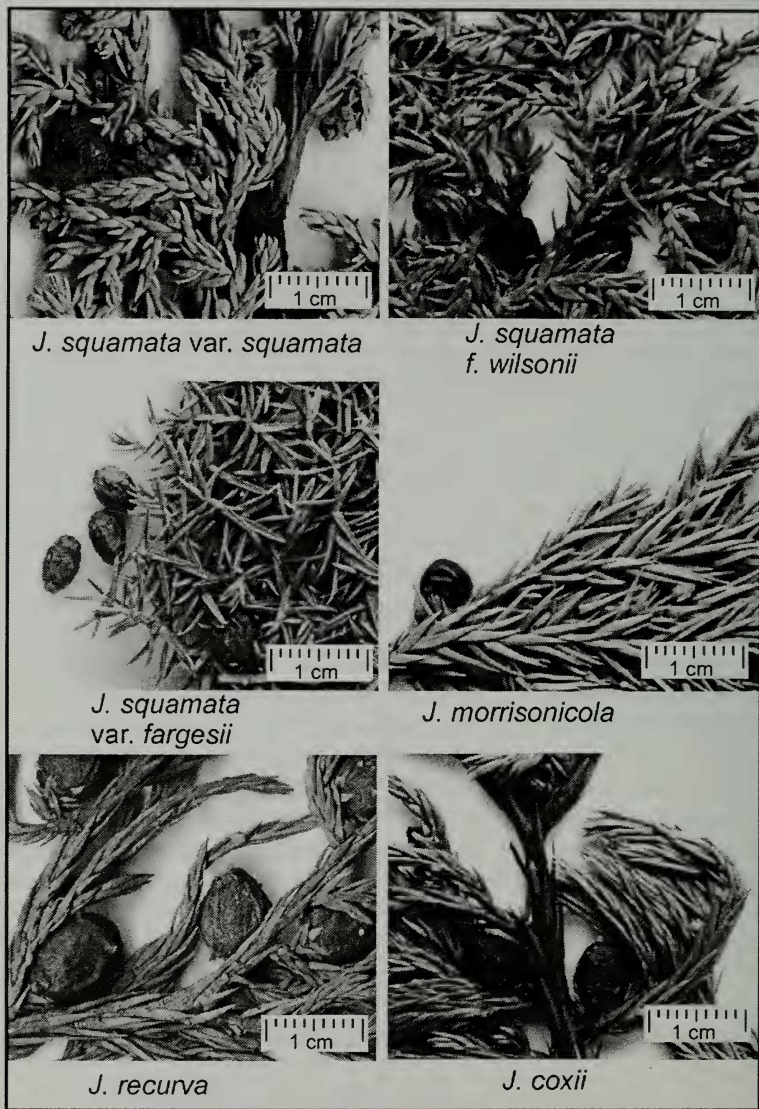 1 cm
1 cm
J. squamata var. squamata
J. squamata
f. wilsonii
1 cm
1 cm
J. squamata
var. fargesii
J. morrisonicola
1 cm
1 cm
J. recurva
J. coxii